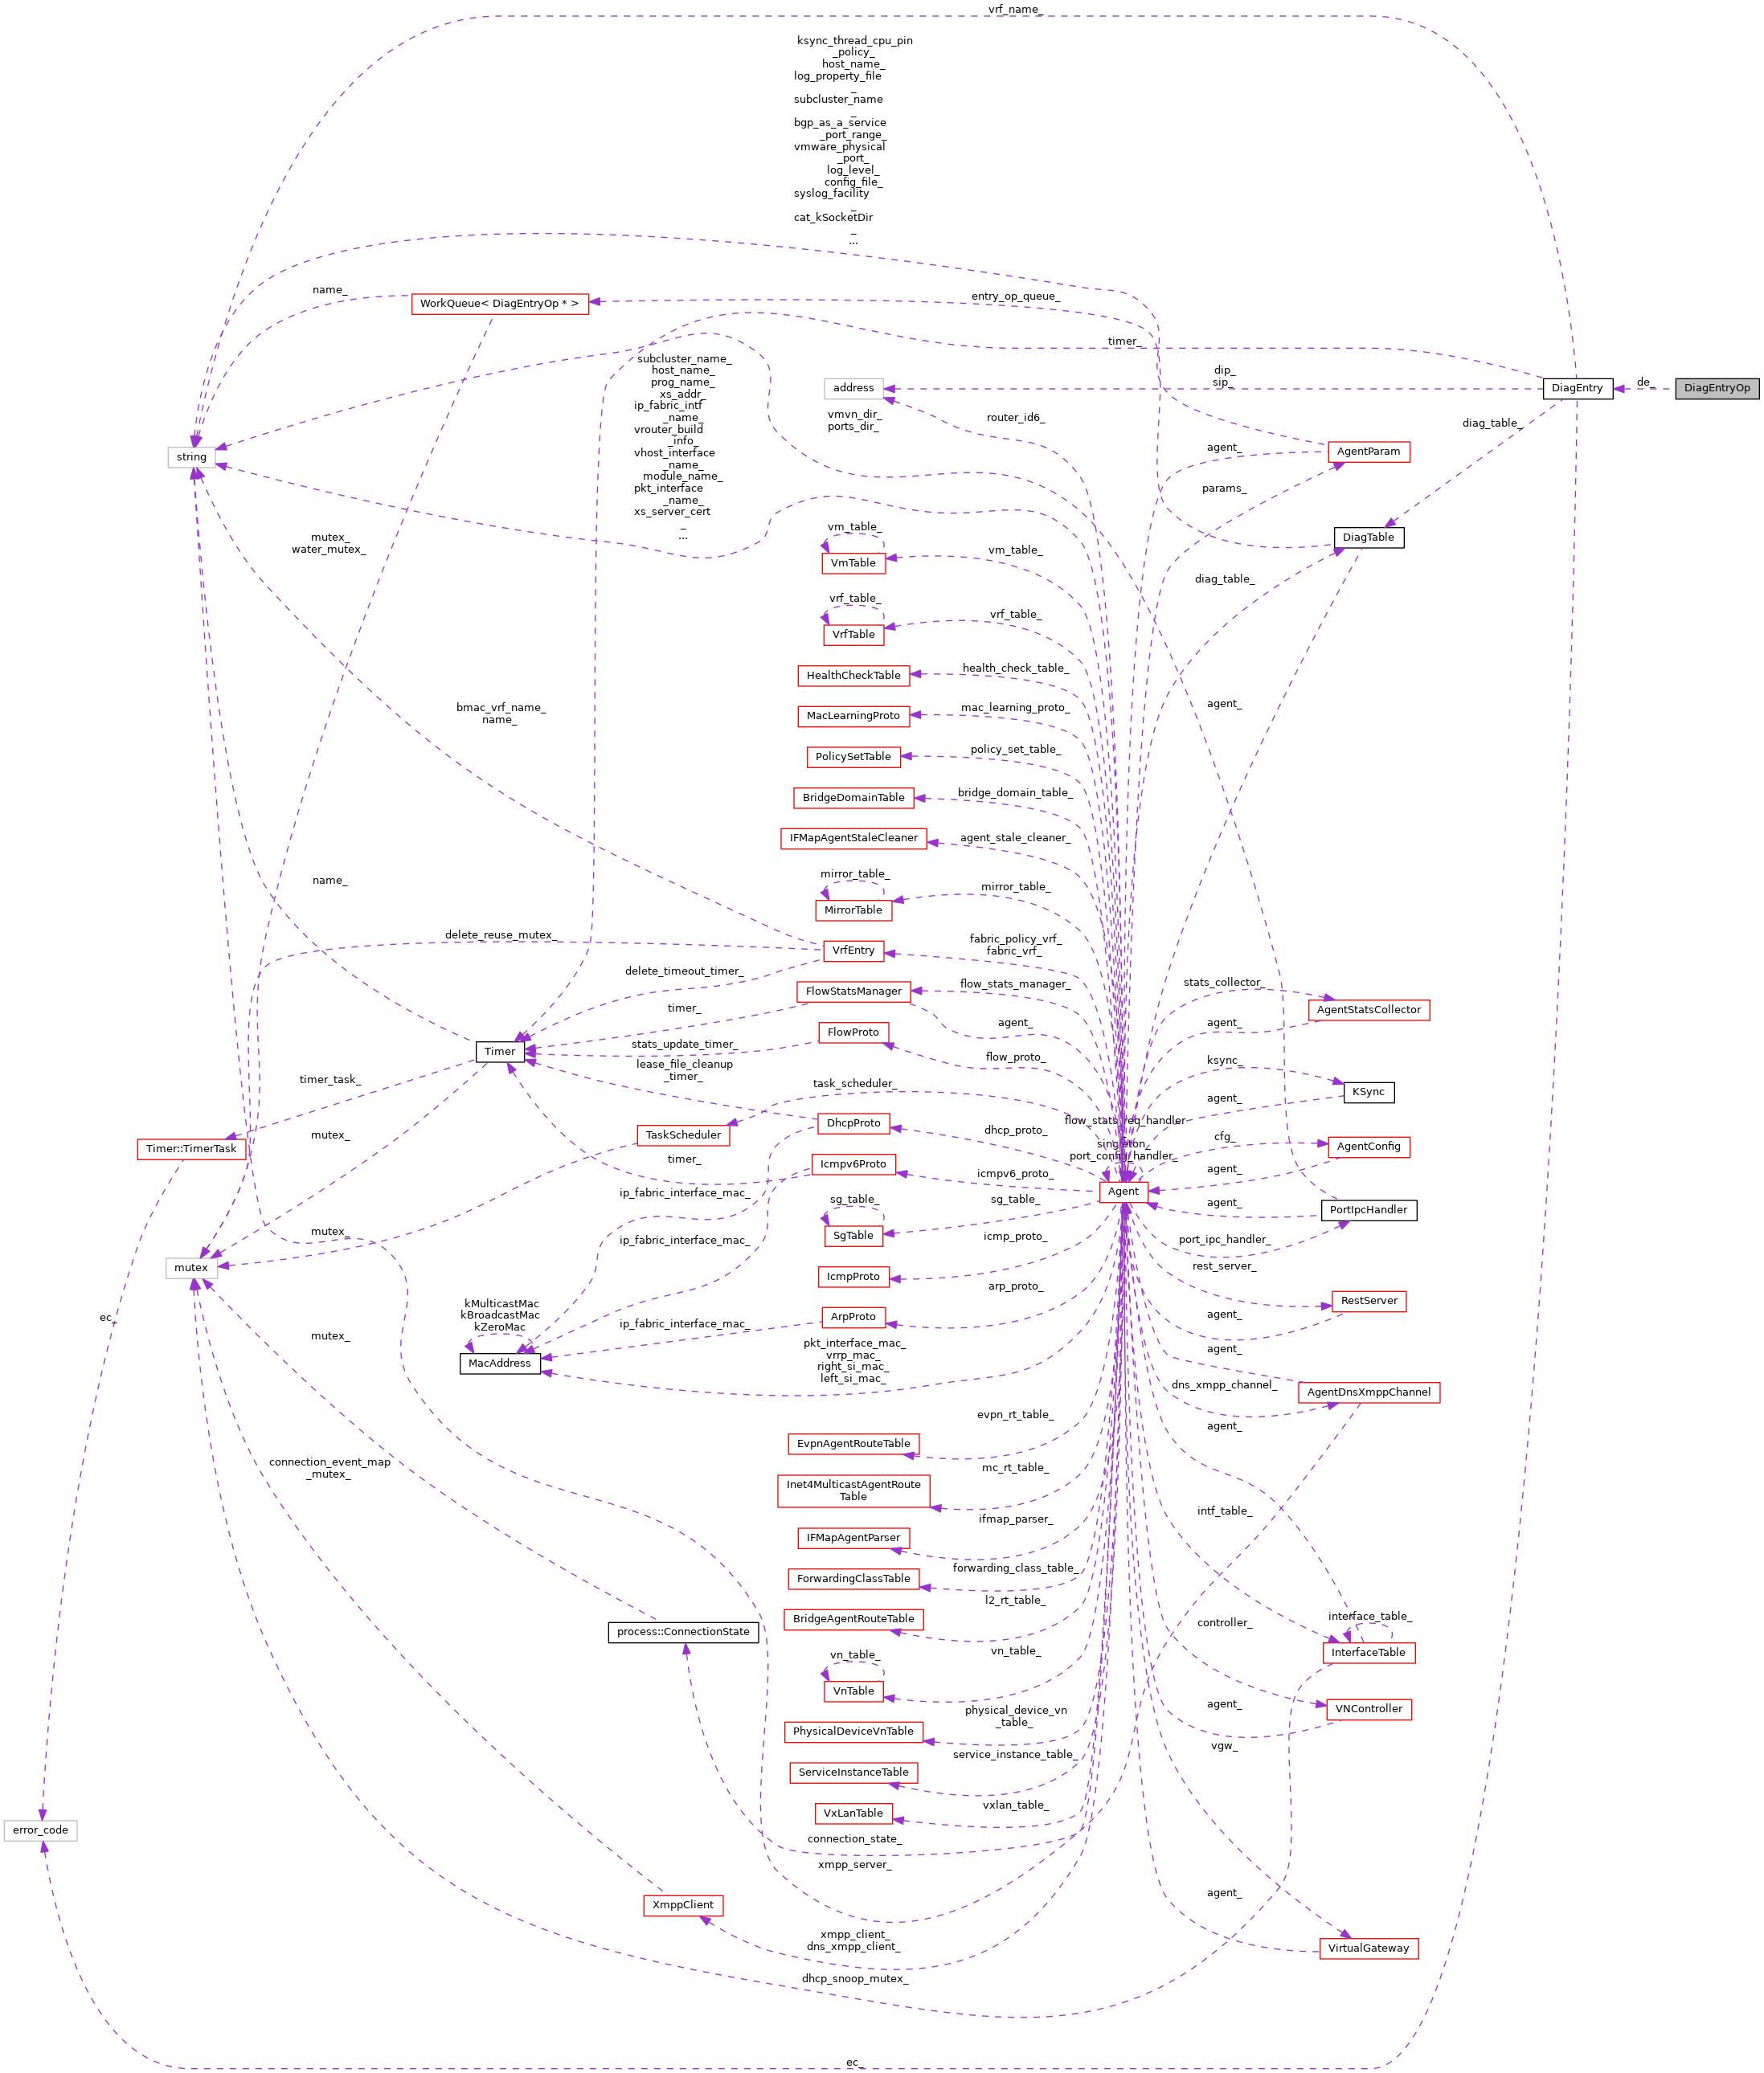 vrf_name_
ksync_thread_cpu_pin
_policy_
host_name_
log_property_file
_
subcluster_name
_
bgp_as_a_service
_port_range_
vmware_physical
_port_
log_level_
config_file_
syslog_facility
_
cat_kSocketDir
_
...
name_
WorkQueue< DiagEntryOp * >
entry_op_queue_
timer_
subcluster_name_
host_name_
prog_name_
xs_addr_
ip_fabric_intf
_name_
vrouter_build
_info_
vhost_interface
_name_
module_name_
pkt_interface
_name_
xs_server_cert
_
...
address
vmvn_dir_
ports_dir_
dip_
sip_
DiagEntry
de_
DiagEntryOp
router_id6_
diag_table_
agent_
AgentParam
string
params_
mutex_
water_mutex_
DiagTable
vm_table_
VmTable
vm_table_
diag_table_
vrf_table_
VrfTable
vrf_table_
HealthCheckTable
health_check_table_
bmac_vrf_name_
name_
MacLearningProto
mac_learning_proto_
agent_
PolicySetTable
policy_set_table_
BridgeDomainTable
bridge_domain_table_
IFMapAgentStaleCleaner
agent_stale_cleaner_
name_
mirror_table_
MirrorTable
mirror_table_
delete_reuse_mutex_
VrfEntry
fabric_policy_vrf_
fabric_vrf_
delete_timeout_timer_
FlowStatsManager
flow_stats_manager_
stats_collector_
AgentStatsCollector
timer_
agent_
agent_
FlowProto
Timer
stats_update_timer_
flow_proto_
ksync_
lease_file_cleanup
_timer_
timer_task_
task_scheduler_
KSync
agent_
DhcpProto
flow_stats_req_handler
mutex_
TaskScheduler
dhcp_proto_
singleton_
port_config_handler_
cfg_
Timer::TimerTask
AgentConfig
timer_
Icmpv6Proto
icmpv6_proto_
agent_
ip_fabric_interface_mac_
sg_table_
sg_table_
Agent
agent_
PortIpcHandler
mutex_
ip_fabric_interface_mac_
SgTable
icmp_proto_
port_ipc_handler_
mutex
IcmpProto
rest_server_
arp_proto_
RestServer
ec_
kMulticastMac
kBroadcastMac
kZeroMac
ip_fabric_interface_mac_
ArpProto
agent_
mutex_
MacAddress
pkt_interface_mac_
vrrp_mac_
right_si_mac_
left_si_mac_
agent_
dns_xmpp_channel_
AgentDnsXmppChannel
evpn_rt_table_
agent_
EvpnAgentRouteTable
connection_event_map
_mutex_
mc_rt_table_
Inet4MulticastAgentRoute
Table
intf_table_
ifmap_parser_
IFMapAgentParser
forwarding_class_table_
ForwardingClassTable
l2_rt_table_
BridgeAgentRouteTable
controller_
interface_table_
process::ConnectionState
vn_table_
vn_table_
InterfaceTable
VnTable
agent_
VNController
physical_device_vn
_table_
PhysicalDeviceVnTable
vgw_
service_instance_table_
ServiceInstanceTable
vxlan_table_
VxLanTable
error_code
connection_state_
xmpp_server_
XmppClient
agent_
xmpp_client_
dns_xmpp_client_
VirtualGateway
dhcp_snoop_mutex_
ec_